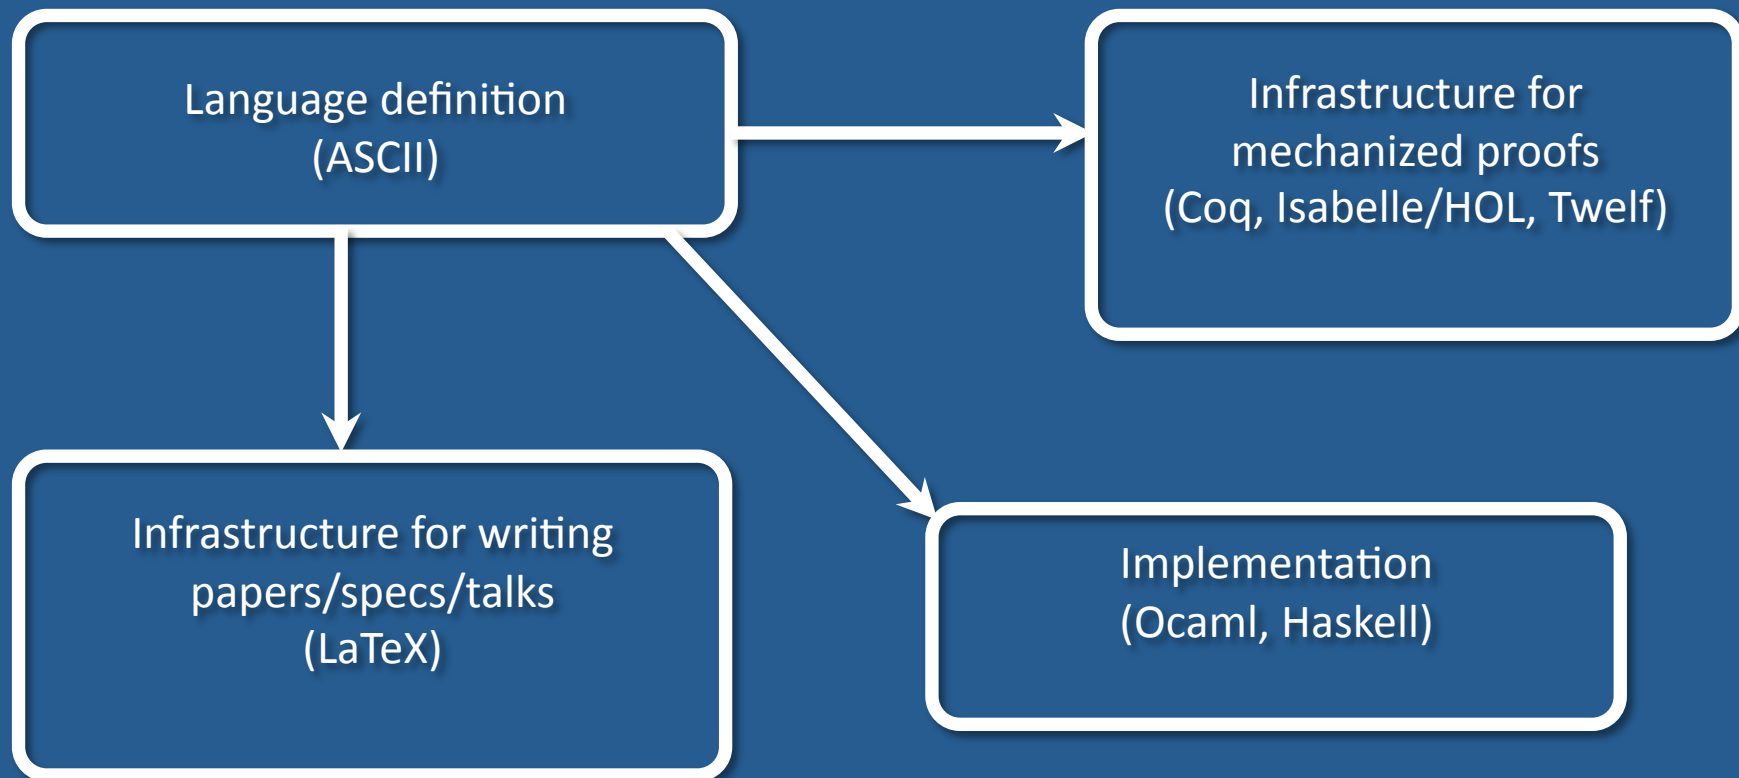 Language definition
(ASCII)
Infrastructure for
mechanized proofs
(Coq, Isabelle/HOL, Twelf)
Infrastructure for writing
papers/specs/talks
(LaTeX)
Implementation
(Ocaml, Haskell)